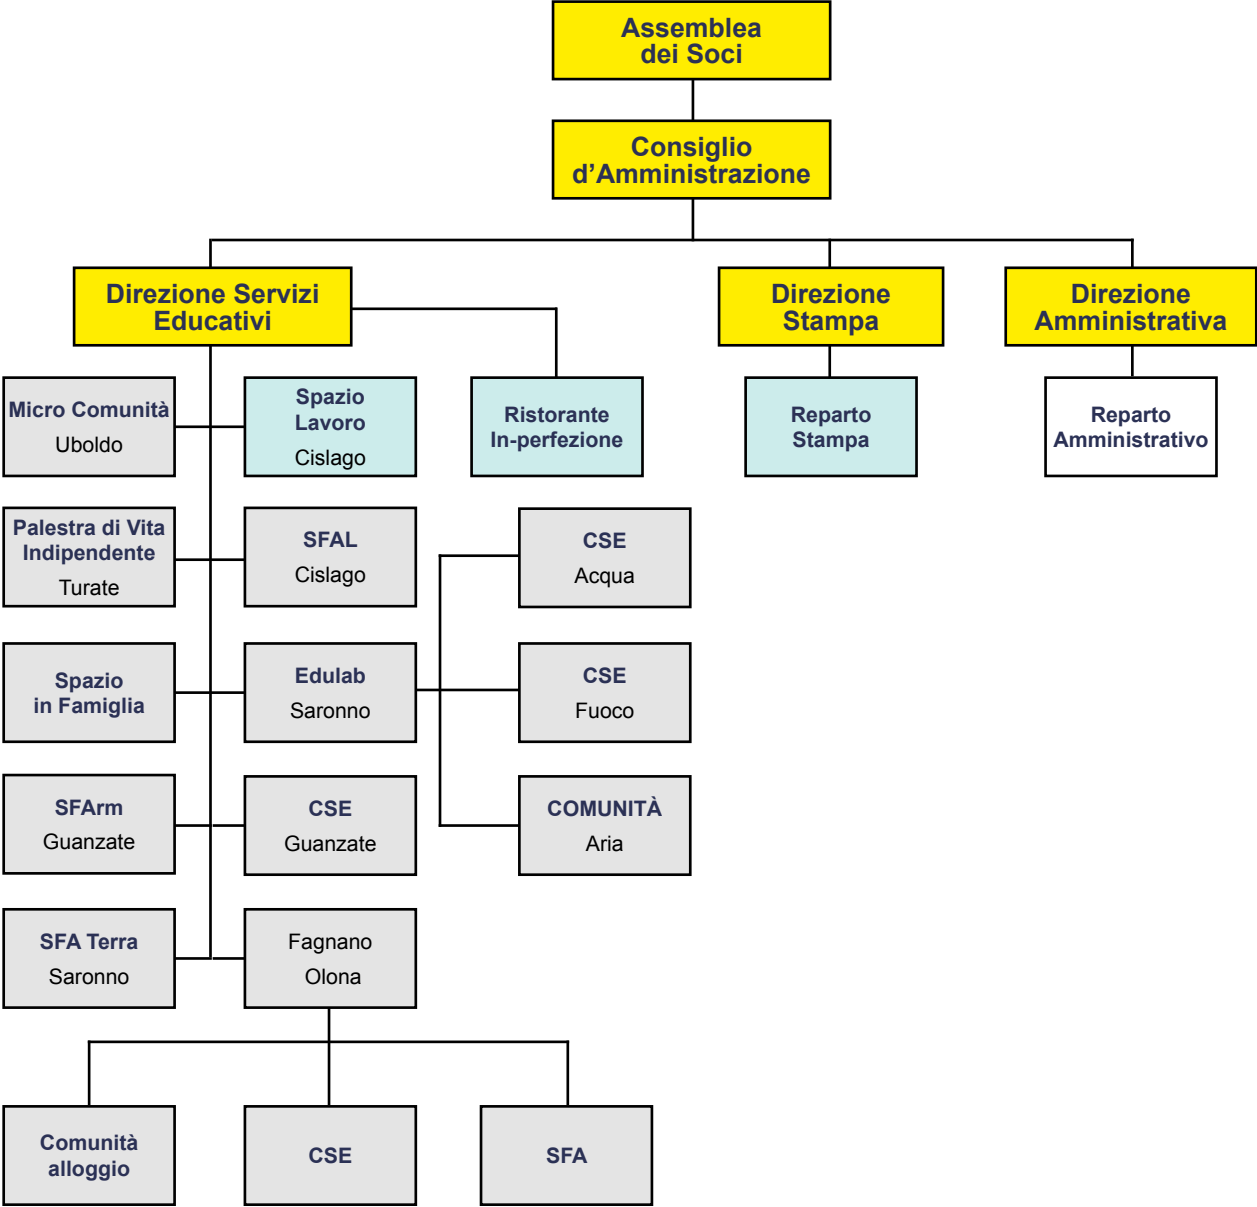 Assemblea
dei Soci
Consiglio
d’Amministrazione
Direzione Servizi
Educativi
Direzione
Stampa
Direzione
Amministrativa
Micro Comunità
Uboldo
Spazio
Lavoro
Cislago
Ristorante
In-perfezione
Reparto
Stampa
Reparto
Amministrativo
Palestra di Vita
Indipendente
Turate
SFAL
Cislago
CSE
Acqua
Spazio
in Famiglia
Edulab
Saronno
CSE
Fuoco
SFArm
Guanzate
CSE
Guanzate
COMUNITÀ
Aria
SFA Terra
Saronno
Fagnano
Olona
Comunità
alloggio
CSE
SFA